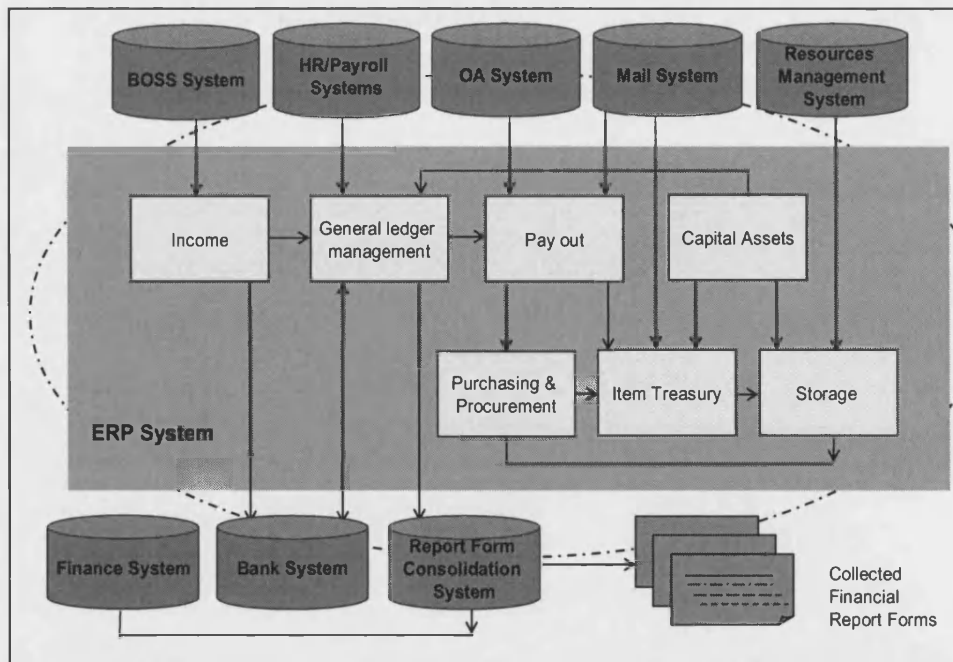 BOSS System
HR/Payroll
Systems
OA System
Mail System
Resources
Management
System
Income
General ledger
management
Pay out
Capital Assets
Purchasing &
Procurement
Item Treasury
Storage
ERP System
Finance System
Bank System
Report Form
Consolidation
System
Collected
Financial
Report Forms